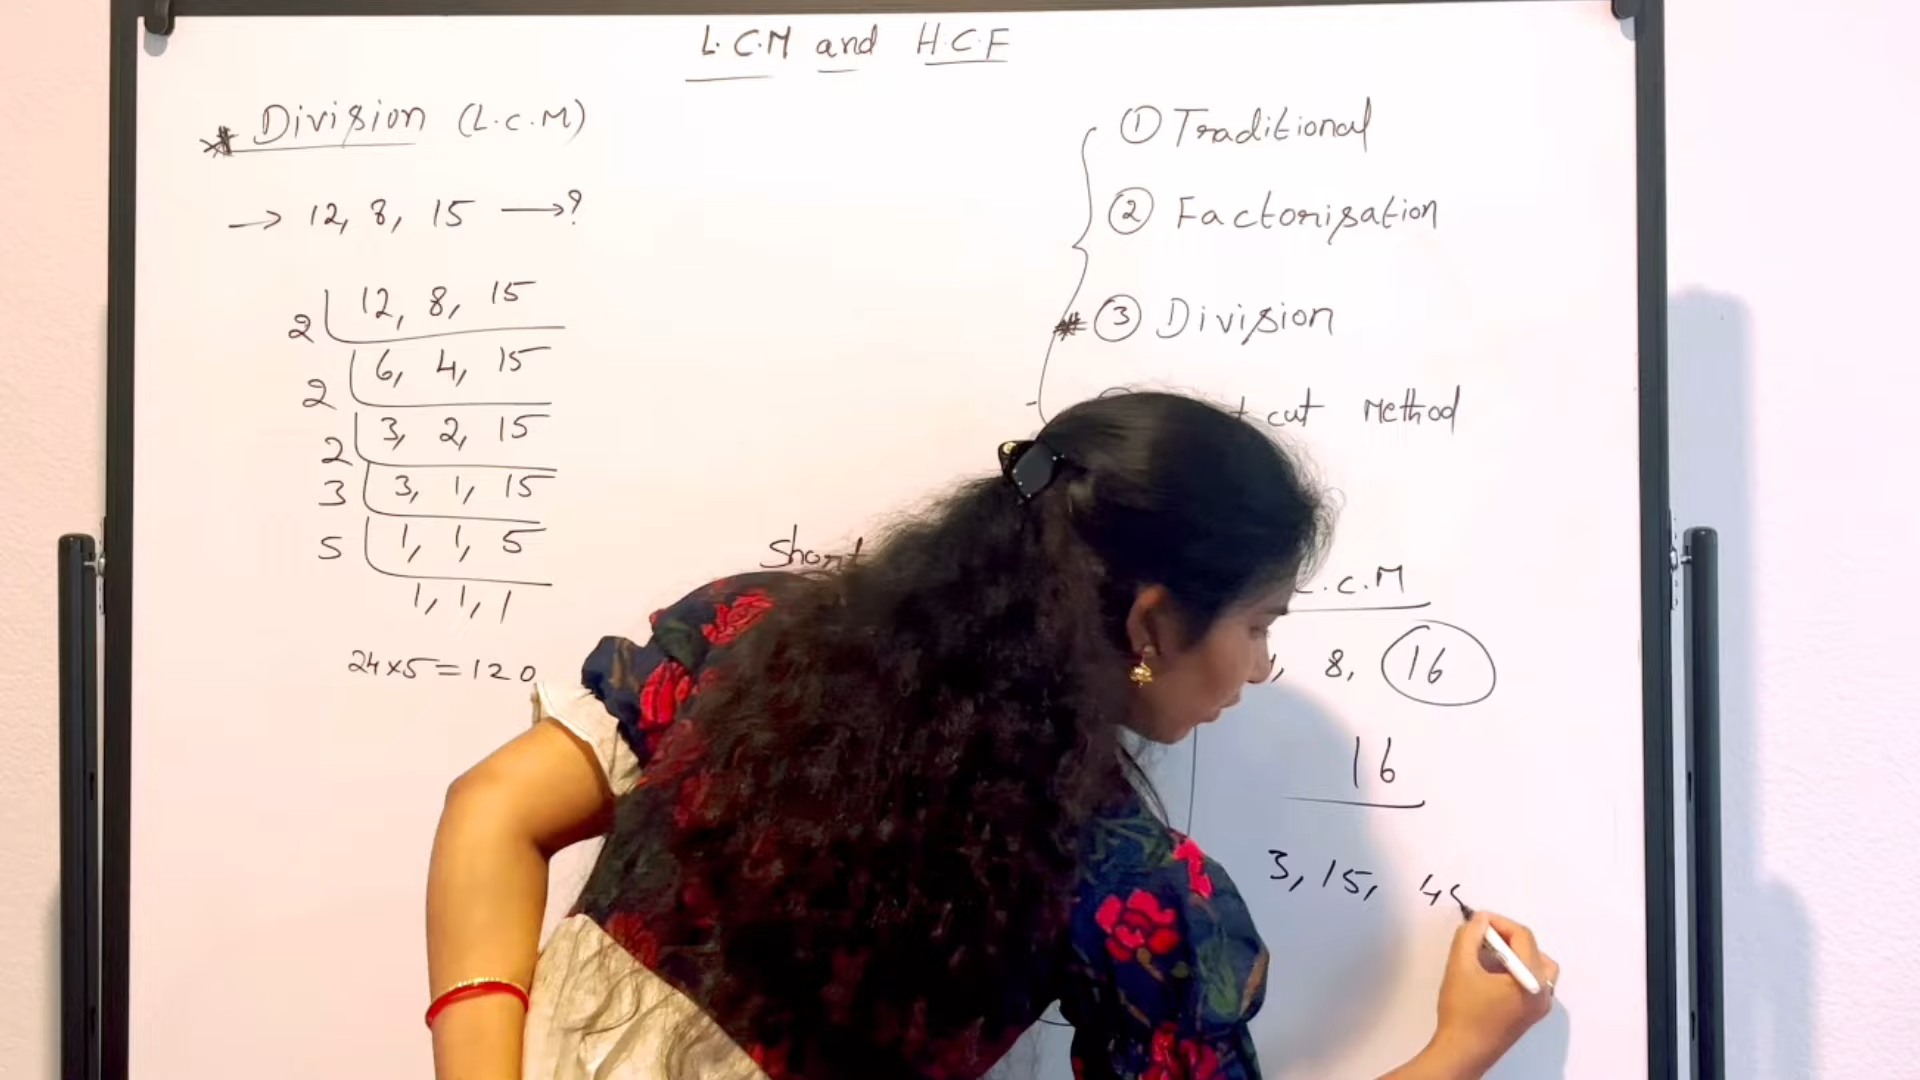 L.C.M and H.C.F
* Division (L.C.M)
→ 12, 8, 15 →?
2 | 12, 8, 15
2 | 6, 4, 15
2 | 3, 2, 15
3 | 3, 1, 15
5 | 1, 1, 5
1, 1, 1
24x5=120
① Traditional
② Factorisation
* ③ Division
cut Method
Short
.C.M
8, 16
16
3, 15,